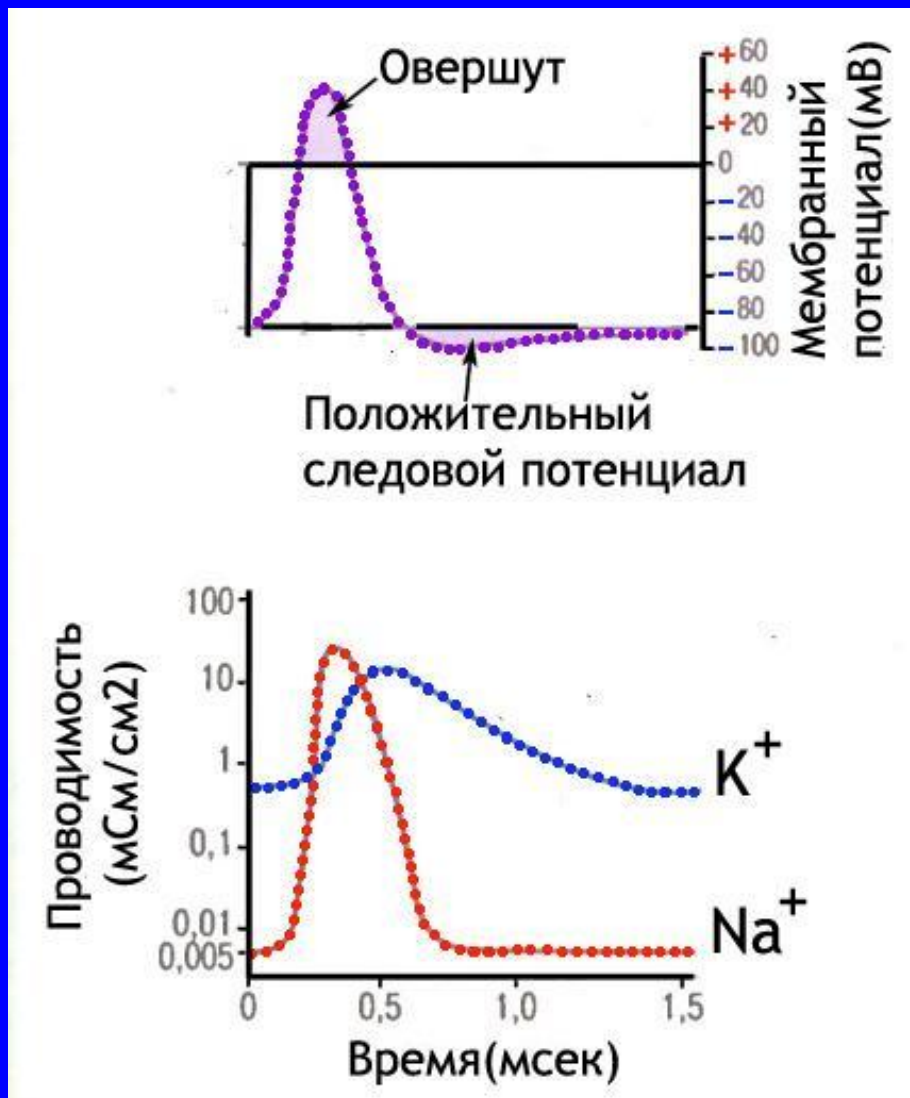 Овершут
+60
+40
+20
0
−20
−40
−60
−80
−100
Мембранный
потенциал(мВ)
Положительный
следовой потенциал
Проводимость
(мСм/см2)
100
10
1
0,1
0,01
0,005
K+
Na+
0 0,5 1,0 1,5
Время(мсек)